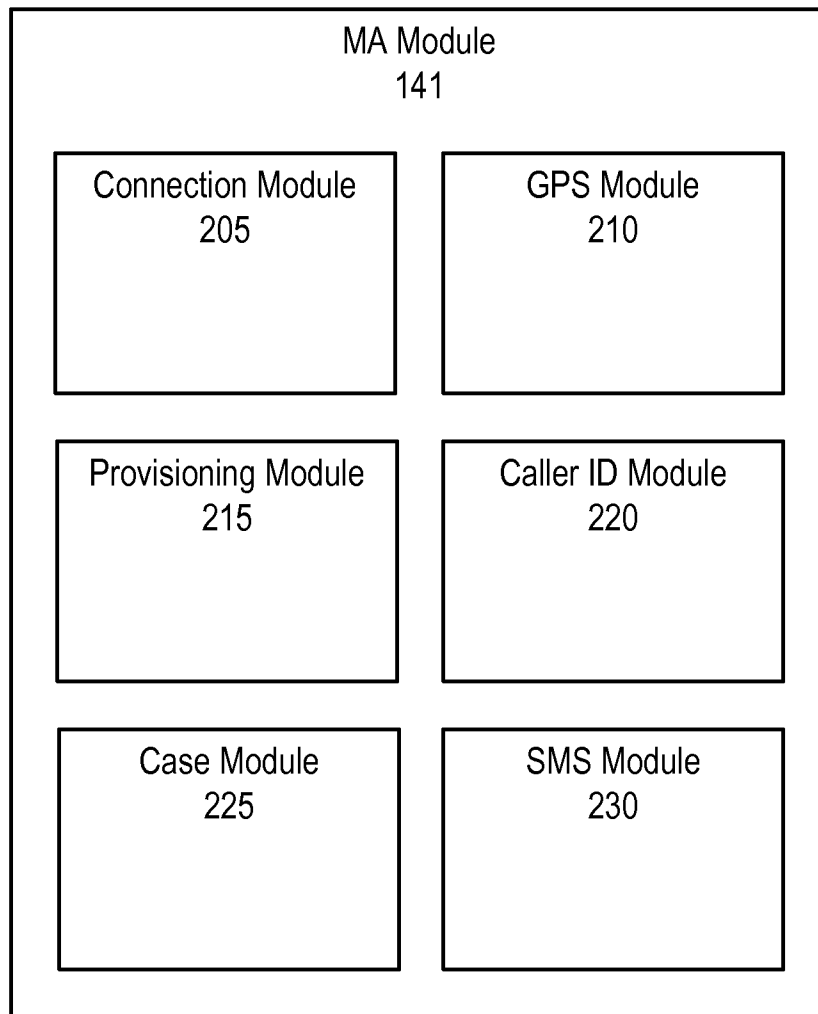 MA Module
141
Connection Module
205
GPS Module
210
Provisioning Module
215
Caller ID Module
220
Case Module
225
SMS Module
230